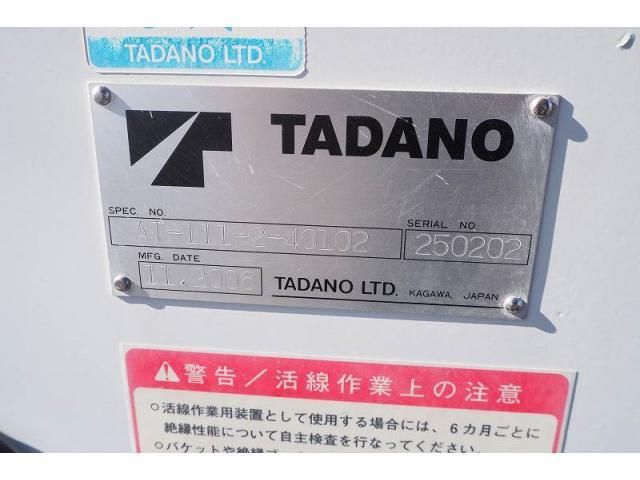 TADANO LTD.
TADANO
SPEC. NO.
AT-111-2-40102
SERIAL NO.
250202
MFG. DATE
11.2006
TADANO LTD. KAGAWA, JAPAN
警告／活線作業上の注意
○活線作業用装置として使用する場合には、6カ月ごとに
絶縁性能について自主検査を行なってください。
○バケットや絶縁ブ